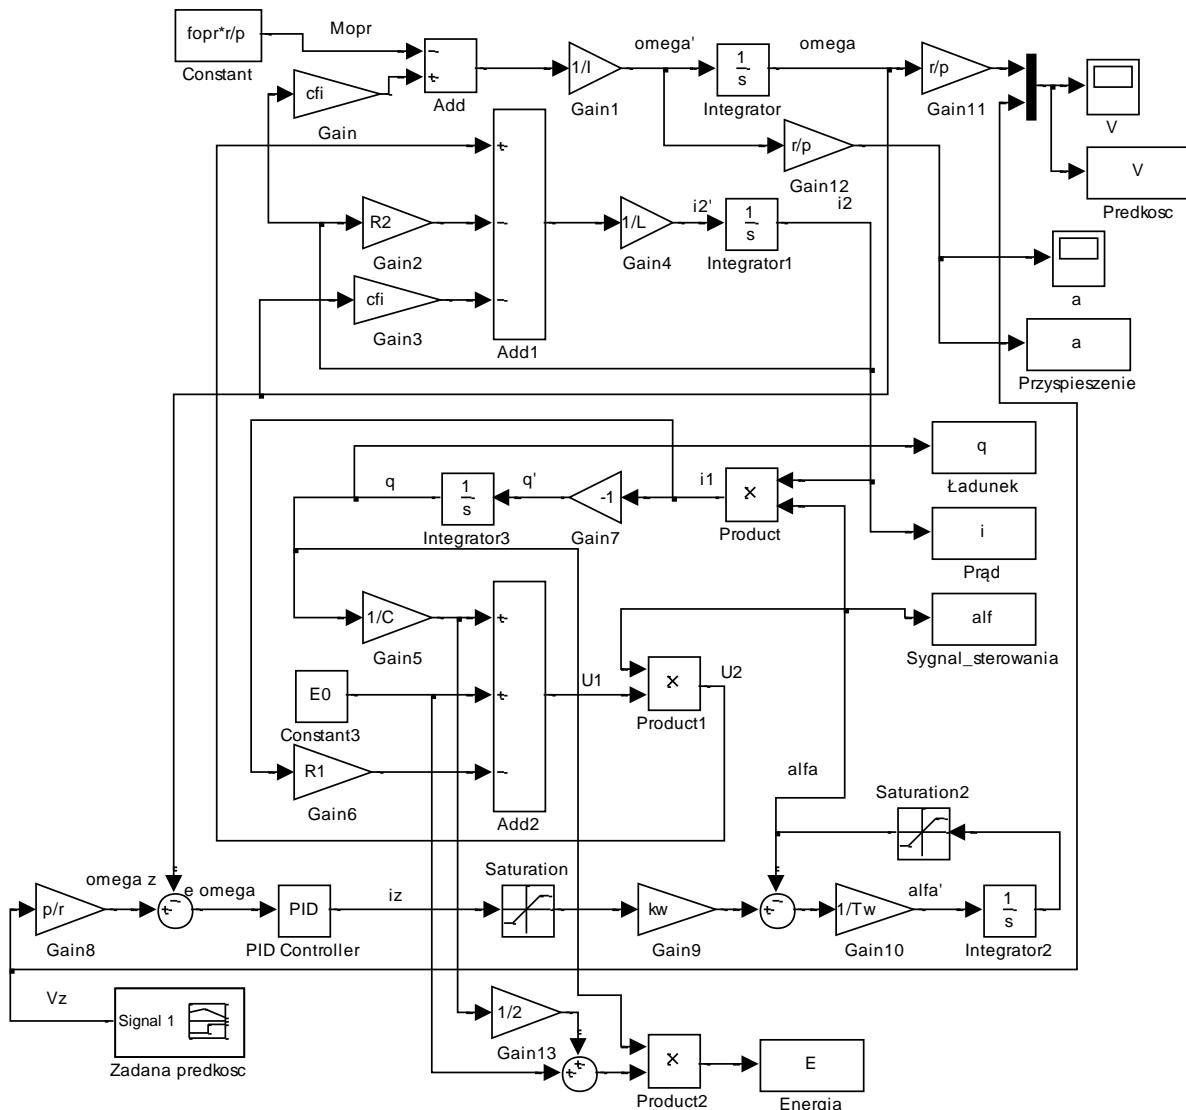 fopr*r/p
Constant
Mopr
Add
1/I
Gain1
omega'
1
s
Integrator
omega
r/p
Gain11
V
V
Predkosc
cfi
Gain
r/p
Gain12
R2
Gain2
1/L
Gain4
i2'
1
s
Integrator1
i2
a
cfi
Gain3
Add1
a
Przyspieszenie
q
Ładunek
q
1
s
Integrator3
q'
-1
Gain7
i1
x
Product
i
Prąd
1/C
Gain5
alf
Sygnal_sterowania
E0
Constant3
U1
x
Product1
U2
R1
Gain6
Add2
alfa
Saturation2
omega z
e omega
iz
Saturation
alfa'
p/r
Gain8
PID
PID Controller
kw
Gain9
1/Tw
Gain10
1
s
Integrator2
Vz
Signal 1
Zadana predkosc
1/2
Gain13
x
Product2
E
Energia